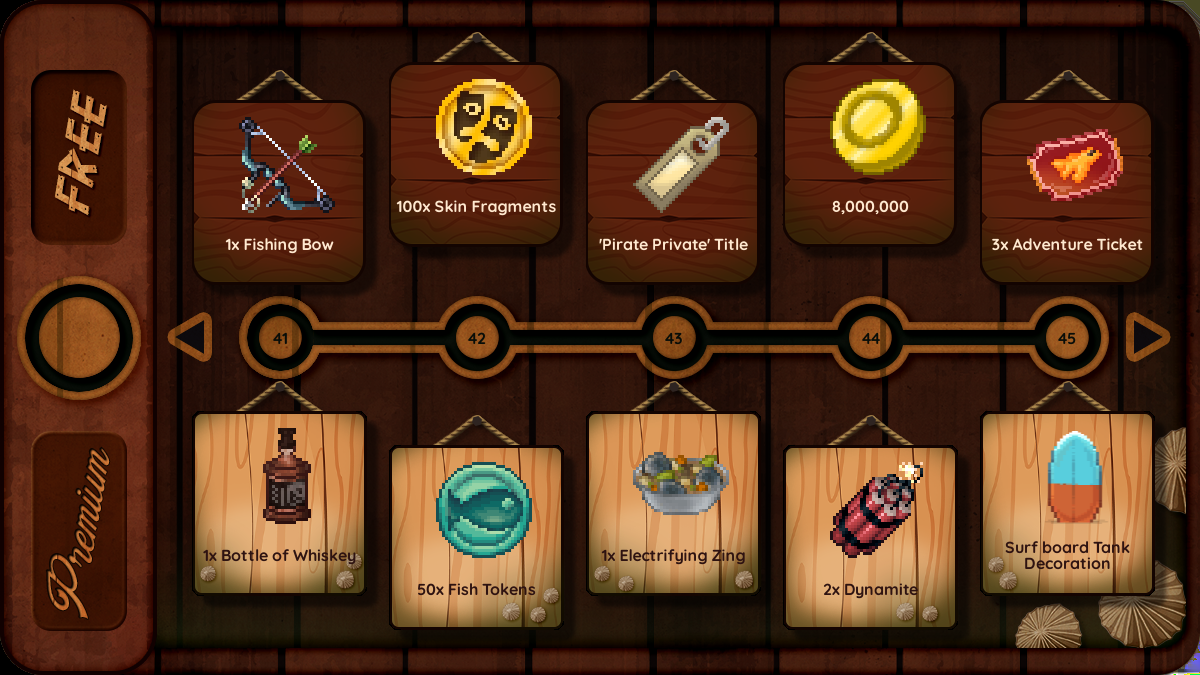 FREE
1x Fishing Bow
100x Skin Fragments
'Pirate Private' Title
8,000,000
3x Adventure Ticket
41
42
43
44
45
Premium
1x Bottle of Whiskey
50x Fish Tokens
1x Electrifying Zing
2x Dynamite
Surf board Tank
Decoration